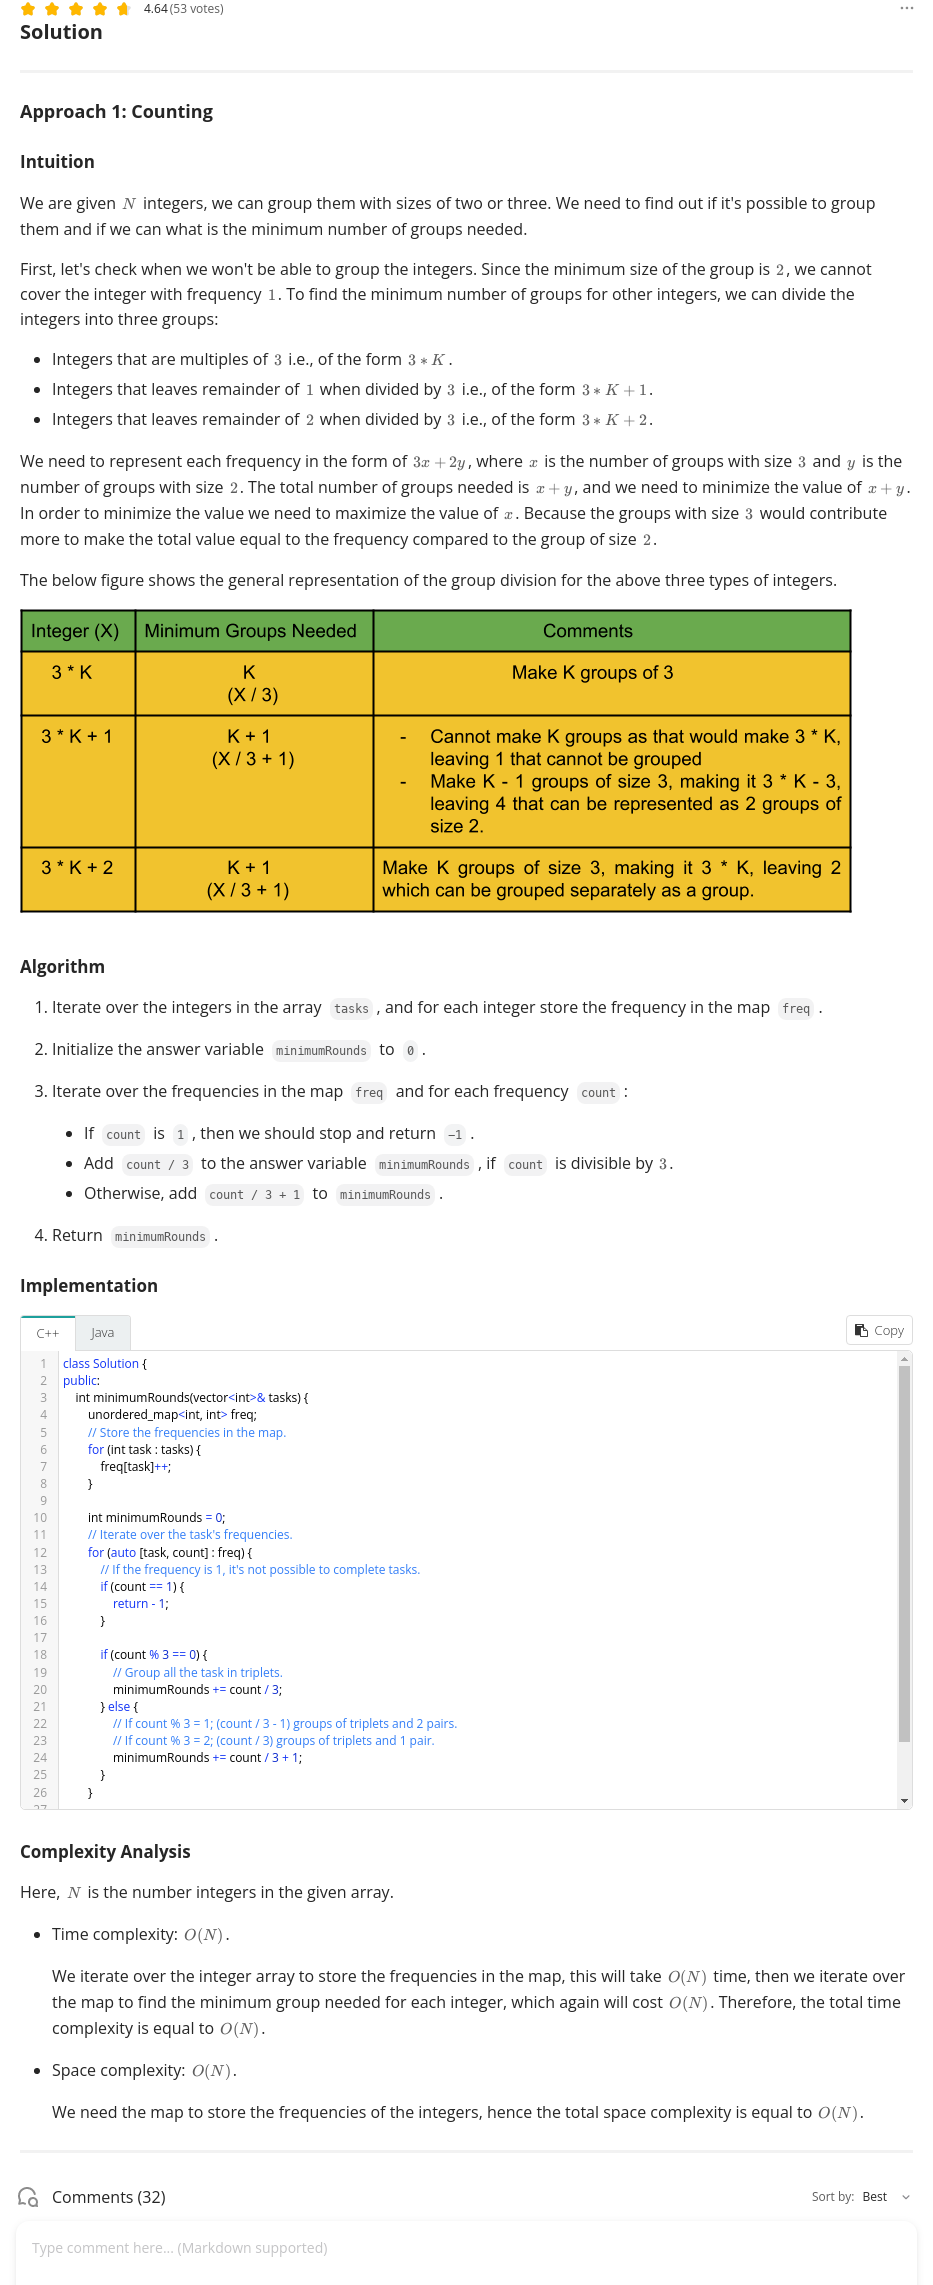 4.64 (53 votes)
Solution
Approach 1: Counting
Intuition
We are given N integers, we can group them with sizes of two or three. We need to find out if it's possible to group
them and if we can what is the minimum number of groups needed.
First, let's check when we won't be able to group the integers. Since the minimum size of the group is 2, we cannot
cover the integer with frequency 1. To find the minimum number of groups for other integers, we can divide the
integers into three groups:
• Integers that are multiples of 3 i.e., of the form 3 * K.
• Integers that leaves remainder of 1 when divided by 3 i.e., of the form 3 * K + 1.
• Integers that leaves remainder of 2 when divided by 3 i.e., of the form 3 * K + 2.
We need to represent each frequency in the form of 3x + 2y, where x is the number of groups with size 3 and y is the
number of groups with size 2. The total number of groups needed is x + y, and we need to minimize the value of x + y.
In order to minimize the value we need to maximize the value of x. Because the groups with size 3 would contribute
more to make the total value equal to the frequency compared to the group of size 2.
The below figure shows the general representation of the group division for the above three types of integers.
Integer (X) Minimum Groups Needed Comments
3 * K K Make K groups of 3
(X / 3)
3 * K + 1 K + 1 - Cannot make K groups as that would make 3 * K,
(X / 3 + 1) leaving 1 that cannot be grouped
- Make K - 1 groups of size 3, making it 3 * K - 3,
leaving 4 that can be represented as 2 groups of
size 2.
3 * K + 2 K + 1 Make K groups of size 3, making it 3 * K, leaving 2
(X / 3 + 1) which can be grouped separately as a group.
Algorithm
1. Iterate over the integers in the array tasks , and for each integer store the frequency in the map freq .
2. Initialize the answer variable minimumRounds to 0 .
3. Iterate over the frequencies in the map freq and for each frequency count :
• If count is 1 , then we should stop and return -1 .
• Add count / 3 to the answer variable minimumRounds , if count is divisible by 3.
• Otherwise, add count / 3 + 1 to minimumRounds .
4. Return minimumRounds .
Implementation
C++ Java Copy
1 class Solution {
2 public:
3 int minimumRounds(vector<int>& tasks) {
4 unordered_map<int, int> freq;
5 // Store the frequencies in the map.
6 for (int task : tasks) {
7 freq[task]++;
8 }
9
10 int minimumRounds = 0;
11 // Iterate over the task's frequencies.
12 for (auto [task, count] : freq) {
13 // If the frequency is 1, it's not possible to complete tasks.
14 if (count == 1) {
15 return - 1;
16 }
17
18 if (count % 3 == 0) {
19 // Group all the task in triplets.
20 minimumRounds += count / 3;
21 } else {
22 // If count % 3 = 1; (count / 3 - 1) groups of triplets and 2 pairs.
23 // If count % 3 = 2; (count / 3) groups of triplets and 1 pair.
24 minimumRounds += count / 3 + 1;
25 }
26 }
27
Complexity Analysis
Here, N is the number integers in the given array.
• Time complexity: O(N).
We iterate over the integer array to store the frequencies in the map, this will take O(N) time, then we iterate over
the map to find the minimum group needed for each integer, which again will cost O(N). Therefore, the total time
complexity is equal to O(N).
• Space complexity: O(N).
We need the map to store the frequencies of the integers, hence the total space complexity is equal to O(N).
Comments (32) Sort by: Best
Type comment here... (Markdown supported)